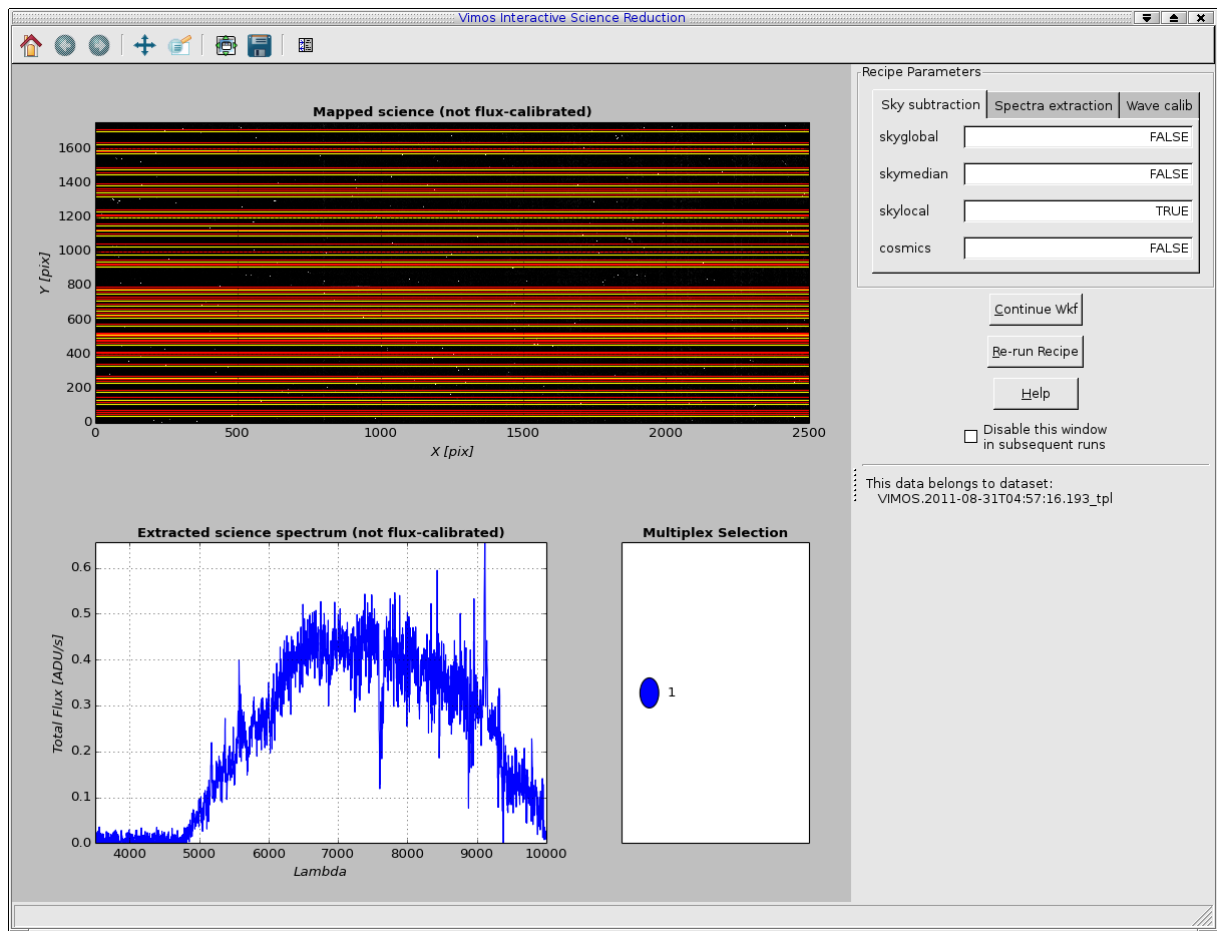 Vimos Interactive Science Reduction
Mapped science (not flux-calibrated)
Y [pix]
1600
1400
1200
1000
800
600
400
200
0
0 500 1000 1500 2000 2500
X [pix]
Extracted science spectrum (not flux-calibrated)
Total Flux [ADU/s]
0.6
0.5
0.4
0.3
0.2
0.1
0.0
4000 5000 6000 7000 8000 9000 10000
Lambda
Multiplex Selection
1
Recipe Parameters
Sky subtraction Spectra extraction Wave calib
skyglobal FALSE
skymedian FALSE
skylocal TRUE
cosmics FALSE
Continue Wkf
Re-run Recipe
Help
Disable this window
in subsequent runs
This data belongs to dataset:
VIMOS.2011-08-31T04:57:16.193_tpl